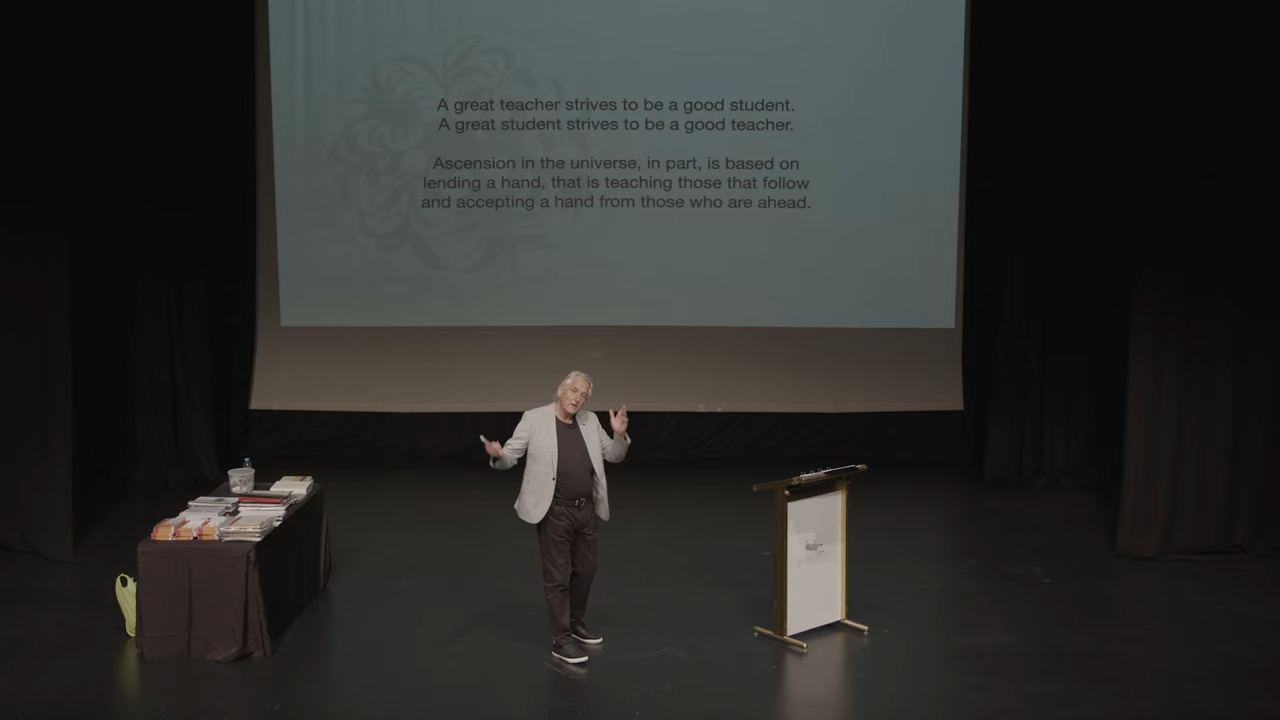 A great teacher strives to be a good student.
A great student strives to be a good teacher.
Ascension in the universe, in part, is based on
lending a hand, that is teaching those that follow
and accepting a hand from those who are ahead.